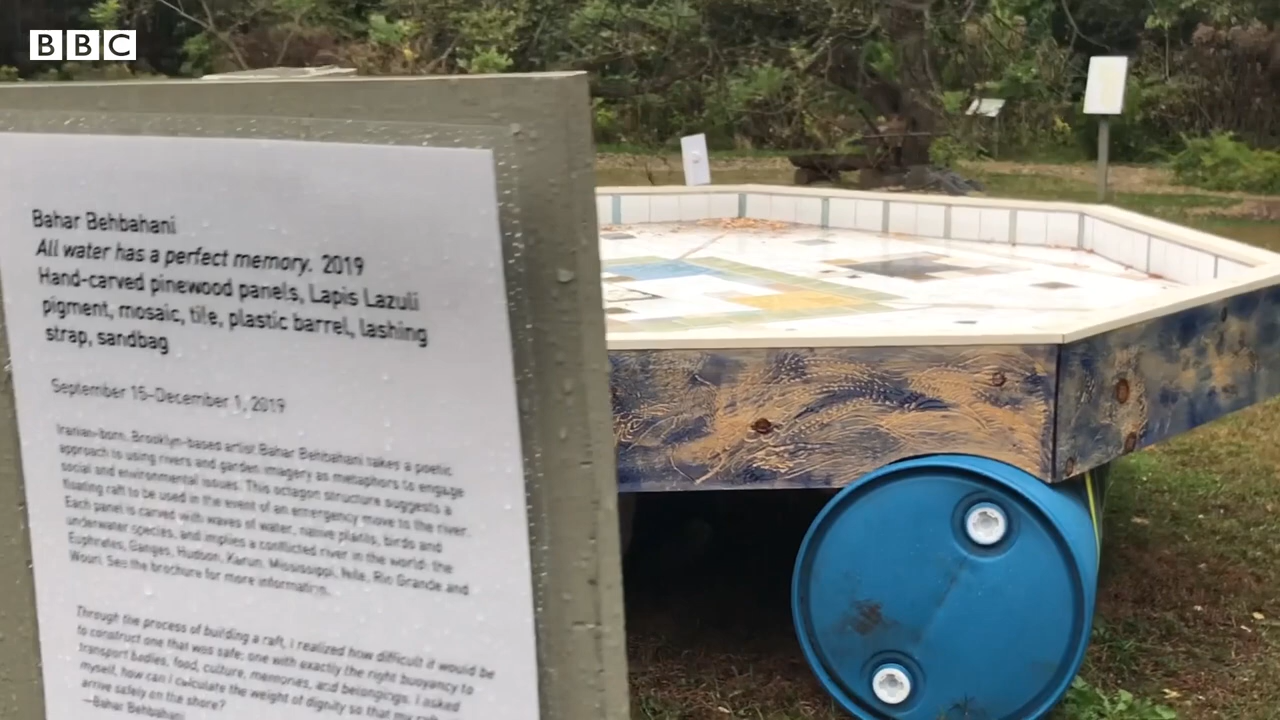 BBC
Bahar Behbahani
All water has a perfect memory. 2019
Hand-carved pinewood panels, Lapis Lazuli
pigment, mosaic, tile, plastic barrel, lashing
strap, sandbag
September 15-December 1, 2019
Iranian-born, Brooklyn-based artist Bahar Behbahani takes a poetic
approach to using rivers and garden imagery as metaphors to engage
social and environmental issues. This octagon structure suggests a
floating raft to be used in the event of an emergency move to the river.
Each panel is carved with waves of water, native plants, birds and
underwater species, and implies a conflicted river in the world: the
Euphrates, Ganges, Hudson, Karun, Mississippi, Nile, Rio Grande and
Wouri. See the brochure for more information.
Through the process of building a raft, I realized how difficult it would be
to construct one that was safe; one with exactly the right buoyancy to
transport bodies, food, culture, memories, and belongings. I asked
myself, how can I calculate the weight of dignity so that my
arrive safely on the shore?
—Bahar Behbahani